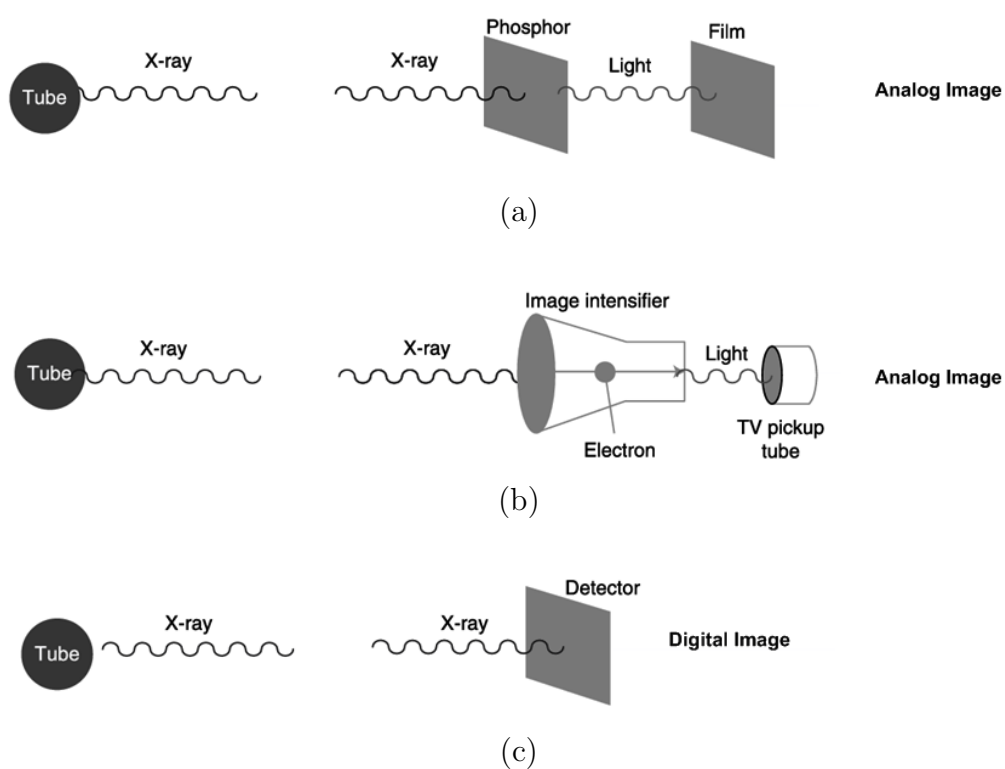 Phosphor
Film
X-ray
X-ray
Light
Tube
Analog Image
(a)
Image intensifier
X-ray
X-ray
Light
Tube
Analog Image
Electron
TV pickup
tube
(b)
Detector
X-ray
X-ray
Digital Image
Tube
(c)